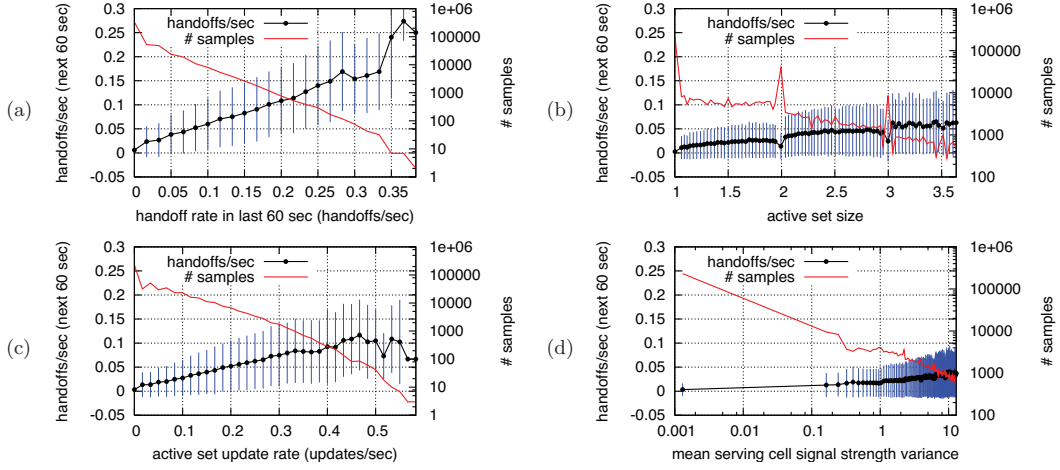 (a)
handoffs/sec (next 60 sec)
0.3
0.25
0.2
0.15
0.1
0.05
0
-0.05
handoffs/sec
# samples
1e+06
100000
10000
1000
100
10
1
# samples
0 0.05 0.1 0.15 0.2 0.25 0.3 0.35
handoff rate in last 60 sec (handoffs/sec)
(b)
handoffs/sec (next 60 sec)
0.3
0.25
0.2
0.15
0.1
0.05
0
-0.05
handoffs/sec
# samples
1e+06
100000
10000
1000
100
# samples
1 1.5 2 2.5 3 3.5
active set size
(c)
handoffs/sec (next 60 sec)
0.3
0.25
0.2
0.15
0.1
0.05
0
-0.05
handoffs/sec
# samples
1e+06
100000
10000
1000
100
10
1
# samples
0 0.1 0.2 0.3 0.4 0.5
active set update rate (updates/sec)
(d)
handoffs/sec (next 60 sec)
0.3
0.25
0.2
0.15
0.1
0.05
0
-0.05
handoffs/sec
# samples
1e+06
100000
10000
1000
100
# samples
0.001 0.01 0.1 1 10
mean serving cell signal strength variance